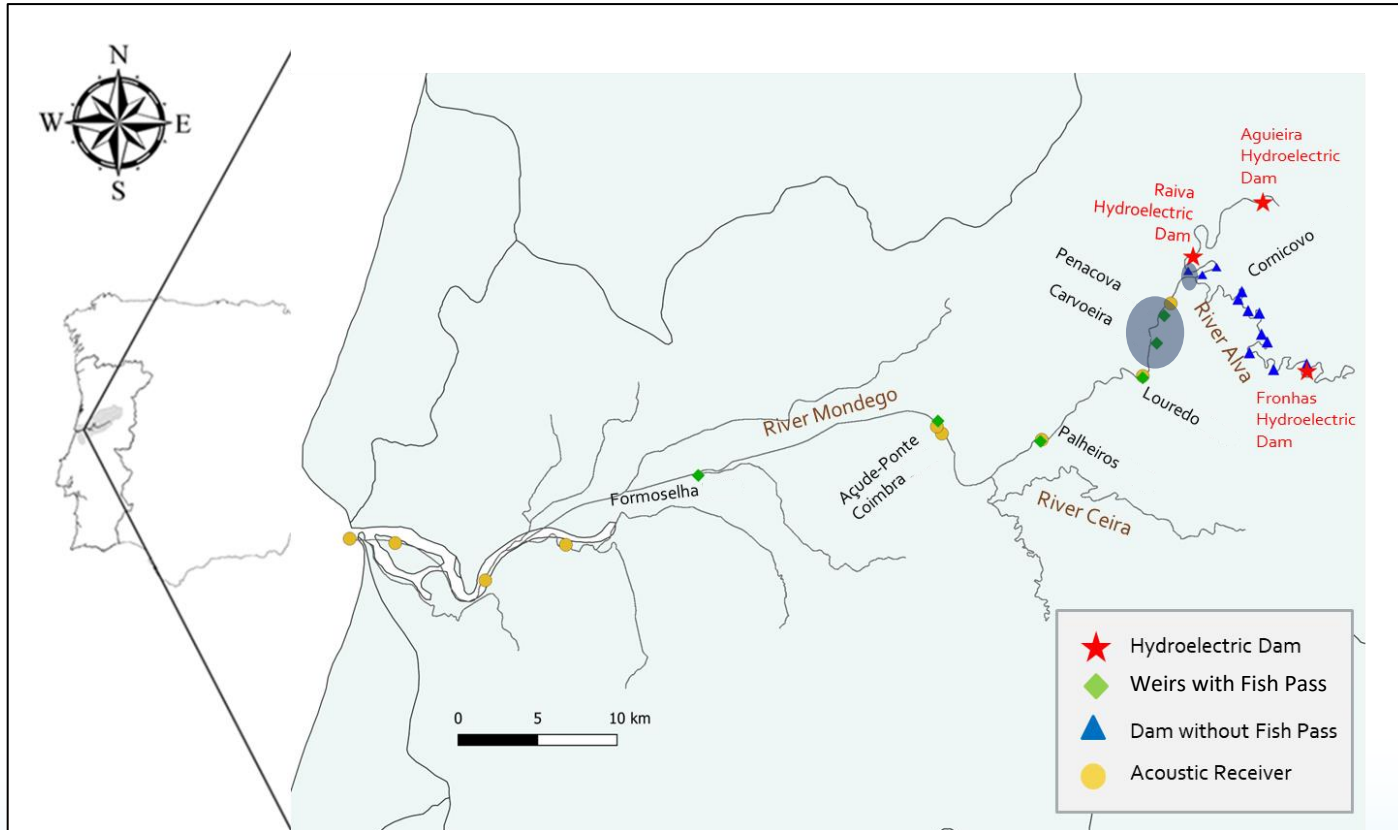 N
W
E
S
Aguieira
Hydroelectric
Dam
Raiva
Hydroelectric
Dam
Cornicovo
Penacova
Carvoeira
River Alva
Fronhas
Hydroelectric
Dam
Louredo
Palheiros
River Mondego
Açude-Ponte
Coimbra
Formoselha
River Ceira
0 5 10 km
Hydroelectric Dam
Weirs with Fish Pass
Dam without Fish Pass
Acoustic Receiver